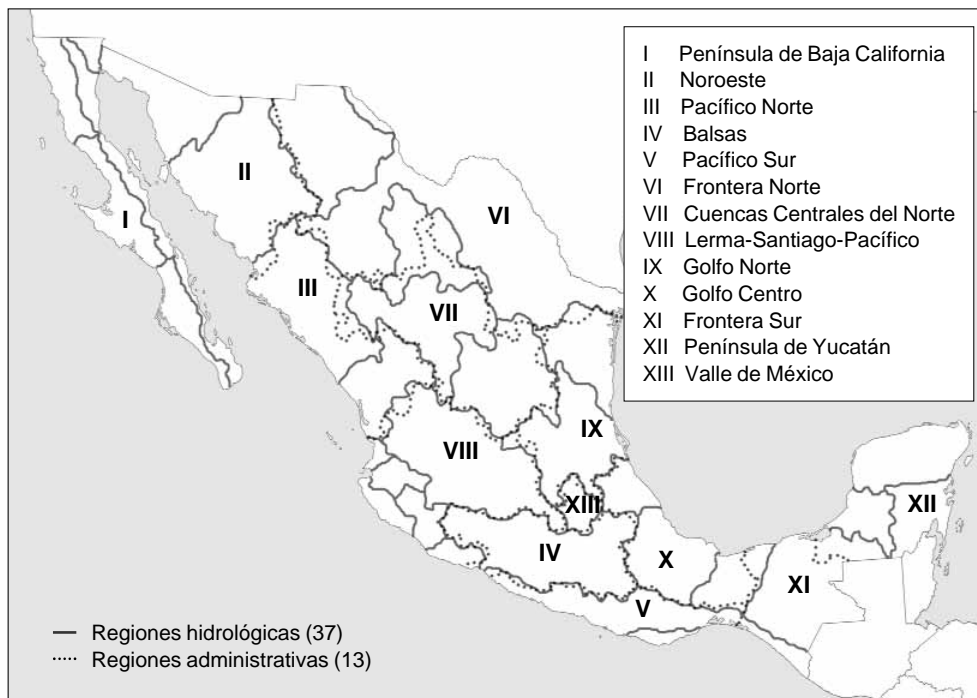 I Península de Baja California
II Noroeste
III Pacífico Norte
IV Balsas
V Pacífico Sur
VI Frontera Norte
VII Cuencas Centrales del Norte
VIII Lerma-Santiago-Pacífico
IX Golfo Norte
X Golfo Centro
XI Frontera Sur
XII Península de Yucatán
XIII Valle de México
II
I
VI
III
VII
IX
VIII
XIII
XII
IV
X
XI
V
Regiones hidrológicas (37)
Regiones administrativas (13)